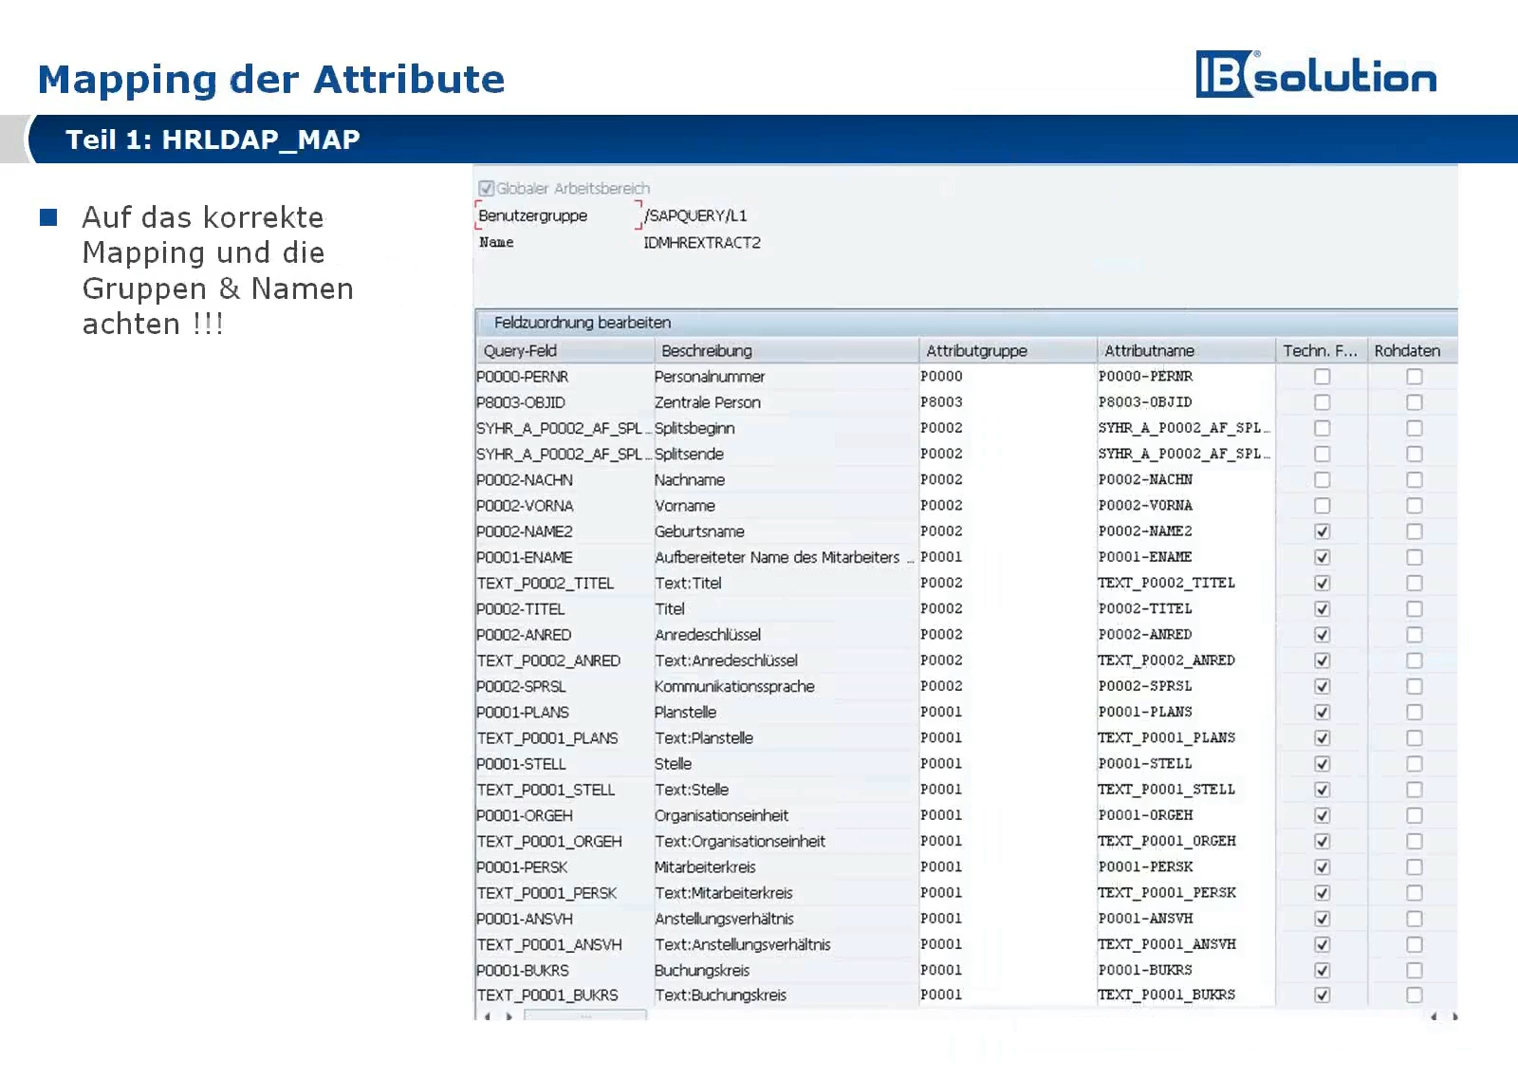 Mapping der Attribute
IBsolution®
Teil 1: HRLDAP_MAP
Auf das korrekte
Mapping und die
Gruppen & Namen
achten !!!
Globaler Arbeitsbereich
Benutzergruppe /SAPQUERY/L1
Name IDMHREXTRACT2
Feldzuordnung bearbeiten
Query-Feld Beschreibung Attributgruppe Attributname Techn. F... Rohdaten
P0000-PERNR Personalnummer P0000 P0000-PERNR
P8003-OBJID Zentrale Person P8003 P8003-OBJID
SYHR_A_P0002_AF_SPL... Splitsbeginn P0002 SYHR_A_P0002_AF_SPL...
SYHR_A_P0002_AF_SPL... Splitsende P0002 SYHR_A_P0002_AF_SPL...
P0002-NACHN Nachname P0002 P0002-NACHN
P0002-VORNA Vorname P0002 P0002-VORNA
P0002-NAME2 Geburtsname P0002 P0002-NAME2
P0001-ENAME Aufbereiteter Name des Mitarbeiters ... P0001 P0001-ENAME
TEXT_P0002_TITEL Text:Titel P0002 TEXT_P0002_TITEL
P0002-TITEL Titel P0002 P0002-TITEL
P0002-ANRED Anredeschlüssel P0002 P0002-ANRED
TEXT_P0002_ANRED Text:Anredeschlüssel P0002 TEXT_P0002_ANRED
P0002-SPRSL Kommunikationssprache P0002 P0002-SPRSL
P0001-PLANS Planstelle P0001 P0001-PLANS
TEXT_P0001_PLANS Text:Planstelle P0001 TEXT_P0001_PLANS
P0001-STELL Stelle P0001 P0001-STELL
TEXT_P0001_STELL Text:Stelle P0001 TEXT_P0001_STELL
P0001-ORGEH Organisationseinheit P0001 P0001-ORGEH
TEXT_P0001_ORGEH Text:Organisationseinheit P0001 TEXT_P0001_ORGEH
P0001-PERSK Mitarbeiterkreis P0001 P0001-PERSK
TEXT_P0001_PERSK Text:Mitarbeiterkreis P0001 TEXT_P0001_PERSK
P0001-ANSVH Anstellungsverhältnis P0001 P0001-ANSVH
TEXT_P0001_ANSVH Text:Anstellungsverhältnis P0001 TEXT_P0001_ANSVH
P0001-BUKRS Buchungskreis P0001 P0001-BUKRS
TEXT_P0001_BUKRS Text:Buchungskreis P0001 TEXT_P0001_BUKRS